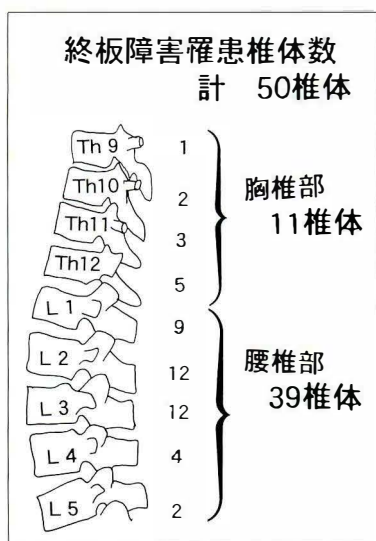 終板障害罹患椎体数
計 50椎体
Th 9 1
Th10 2
Th11 3
Th12 5
胸椎部
11椎体
L 1 9
L 2 12
L 3 12
L 4 4
L 5 2
腰椎部
39椎体